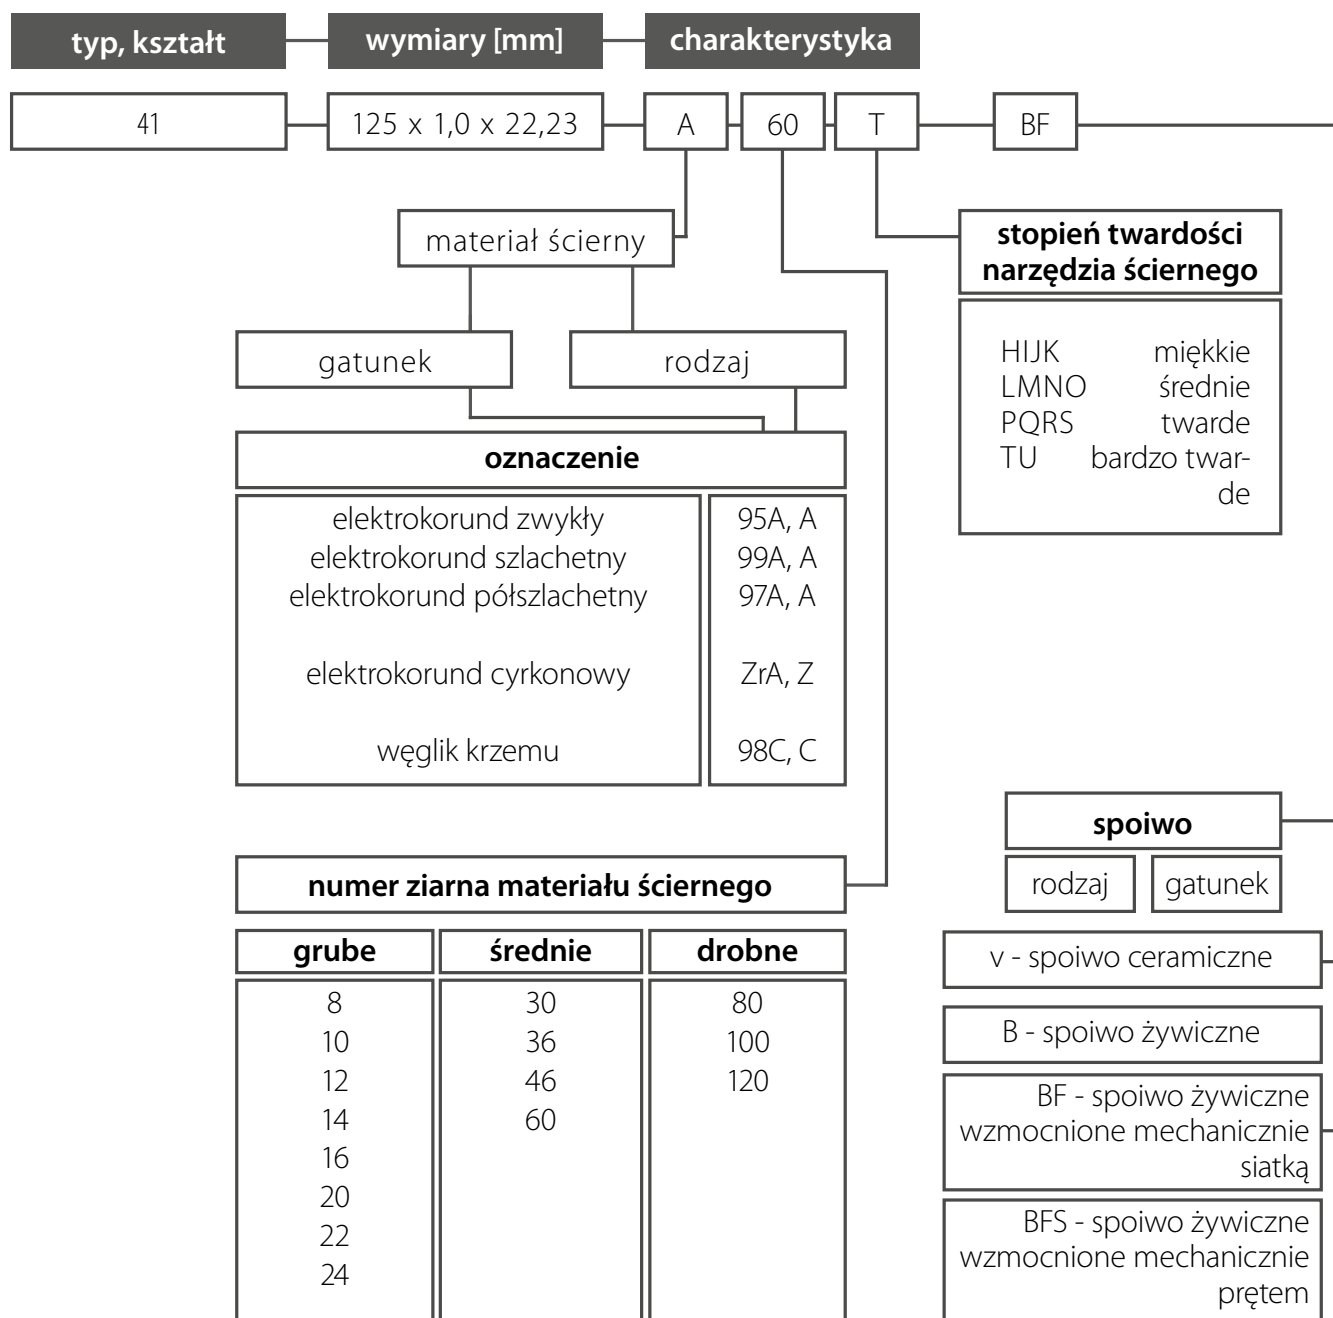 typ, kształt
wymiary [mm]
charakterystyka
41
125 x 1,0 x 22,23
A
60
T
BF
materiał ścierny
gatunek
rodzaj
oznaczenie
elektrokorund zwykły 95A, A
elektrokorund szlachetny 99A, A
elektrokorund półszlachetny 97A, A
elektrokorund cyrkonowy ZrA, Z
węglik krzemu 98C, C
stopień twardości
narzędzia ściernego
HIJK miękkie
LMNO średnie
PQRS twarde
TU bardzo twar-
de
numer ziarna materiału ściernego
grube
8
10
12
14
16
20
22
24
średnie
30
36
46
60
drobne
80
100
120
spoiwo
rodzaj
gatunek
v - spoiwo ceramiczne
B - spoiwo żywiczne
BF - spoiwo żywiczne
wzmocnione mechanicznie
siatką
BFS - spoiwo żywiczne
wzmocnione mechanicznie
prętem